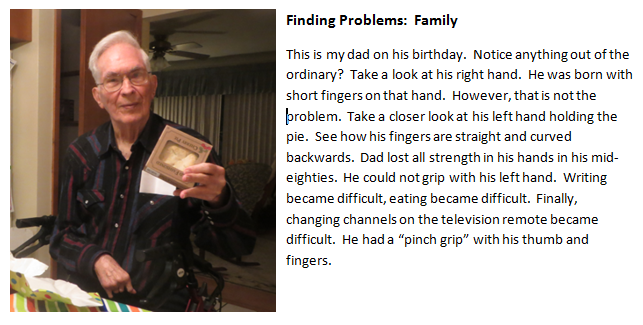 Finding Problems:  Family
This is my dad on his birthday.  Notice anything out of the
ordinary?  Take a look at his right hand.  He was born with
short fingers on that hand.  However, that is not the
problem.  Take a closer look at his left hand holding the
pie.  See how his fingers are straight and curved
backwards.  Dad lost all strength in his hands in his mid-
eighties.  He could not grip with his left hand.  Writing
became difficult, eating became difficult.  Finally,
changing channels on the television remote became
difficult.  He had a “pinch grip” with his thumb and
fingers.